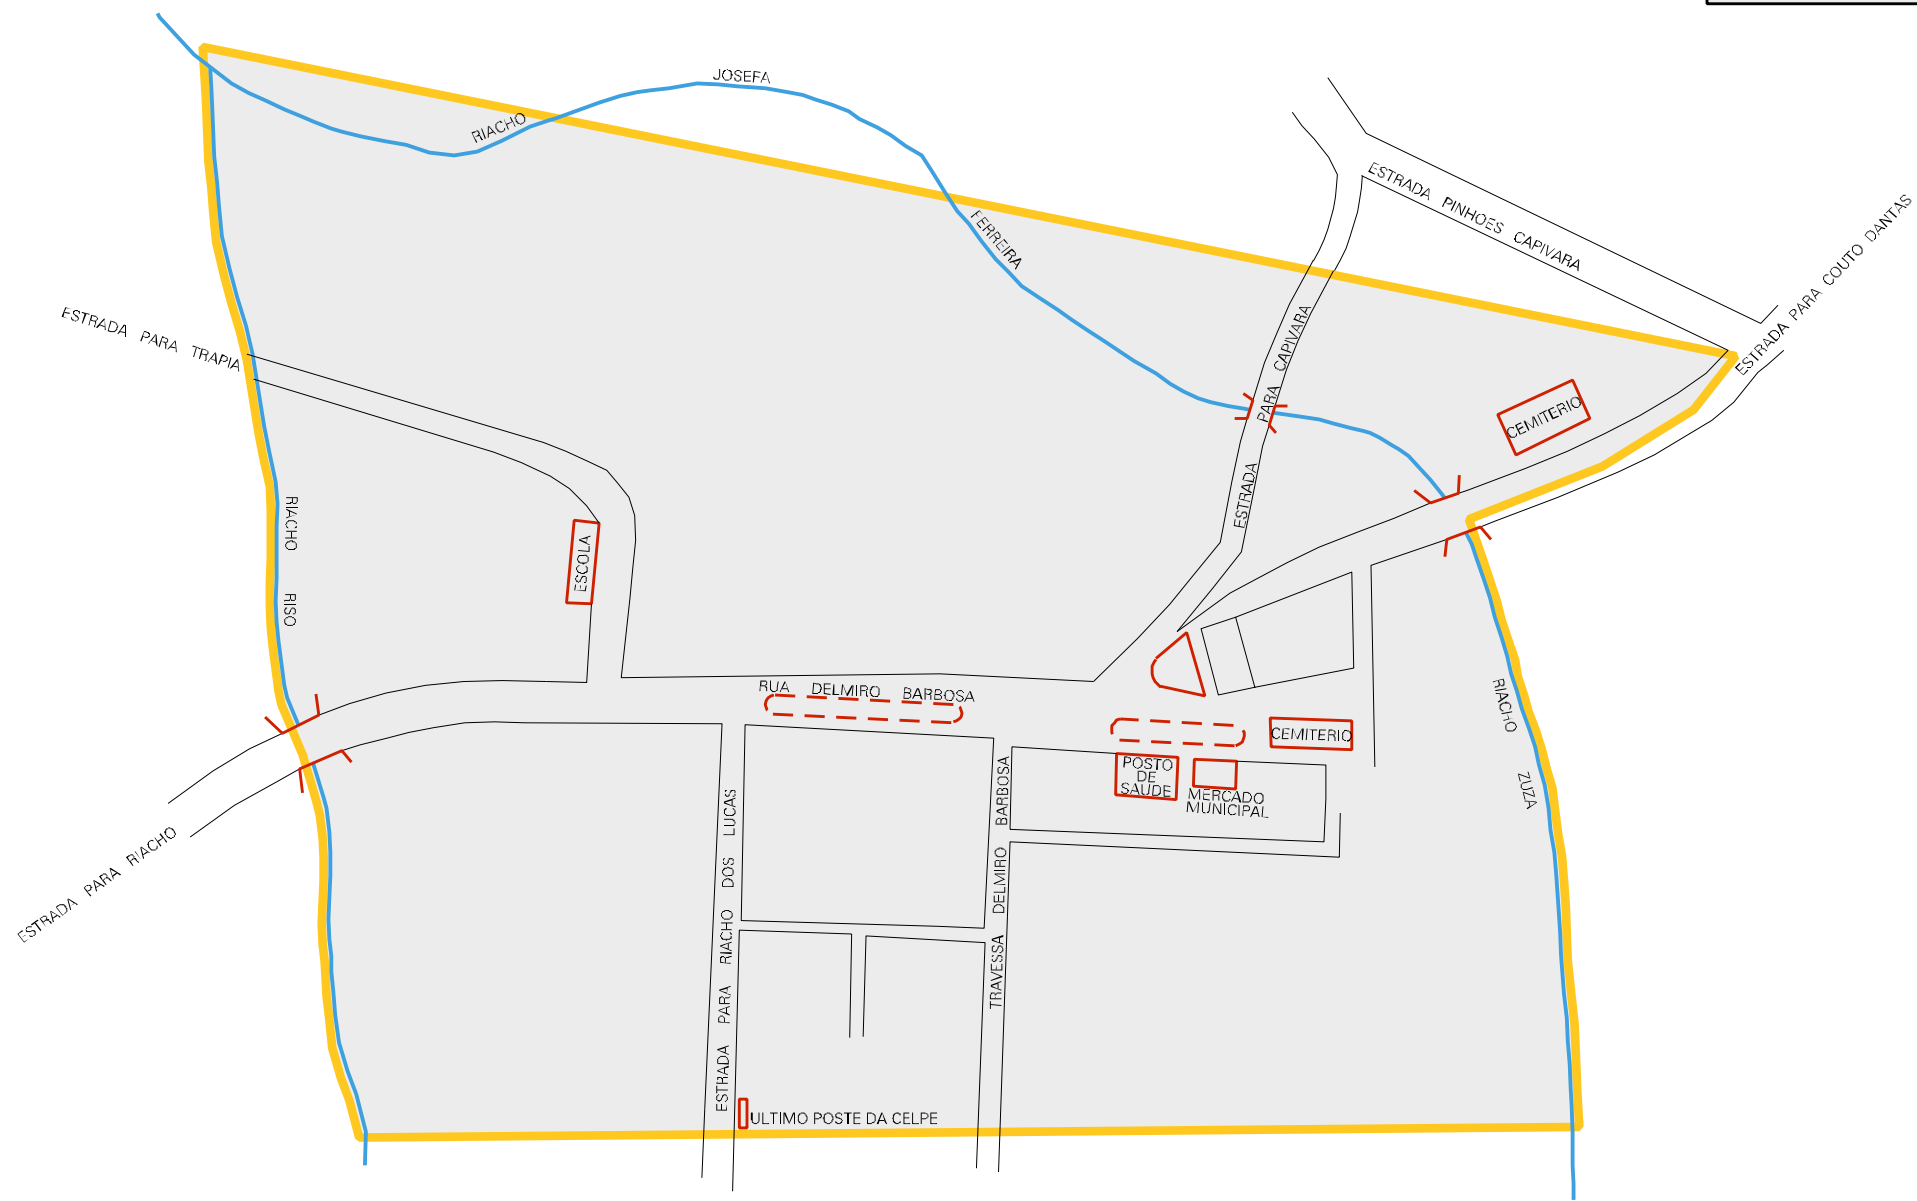 JOSEFA
RIACHO
FERREIRA
ESTRADA PINHOES CAPIVARA
ESTRADA PARA COUTO DANTAS
ESTRADA PARA TRAPIA
ESTRADA PARA CAPIVARA
CEMITERIO
RIACHO RISO
ESCOLA
RUA DELMIRO BARBOSA
RIACHO ZUZA
CEMITERIO
POSTO
DE
SAUDE
MERCADO
MUNICIPAL
ESTRADA PARA RIACHO
ESTRADA PARA RIACHO DOS LUCAS
TRAVESSA DELMIRO BARBOSA
ULTIMO POSTE DA CELPE